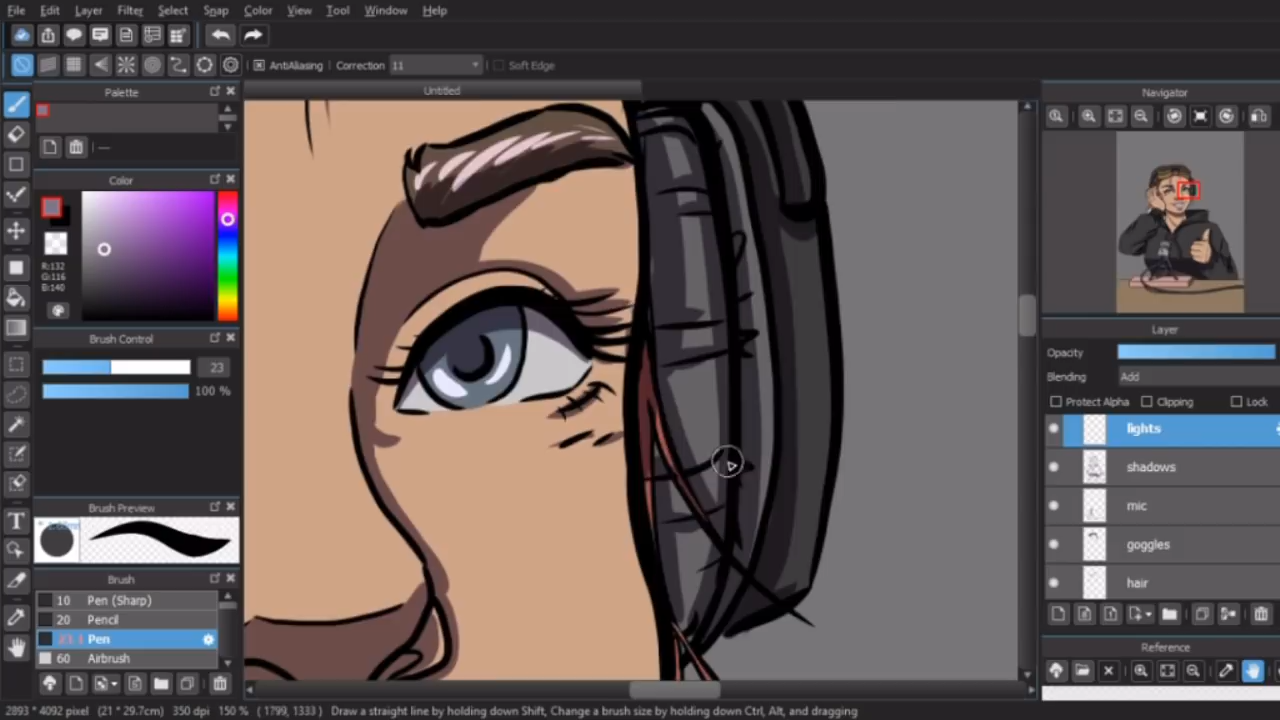 File Edit Layer Filter Select Snap Color View Tool Window Help
AntiAliasing Correction 11 Soft Edge
Palette
Untitled
Navigator
---
Color
R:132
G:116
B:140
Brush Control
23
100 %
Brush Preview
Brush
10 Pen (Sharp)
20 Pencil
Pen
60 Airbrush
Layer
Opacity
Blending Add
Protect Alpha Clipping Lock
lights
shadows
mic
goggles
hair
Reference
2893 * 4092 pixel (21 * 29.7cm) 350 dpi 150 % ( 1799, 1333 ) Draw a straight line by holding down Shift, Change a brush size by holding down Ctrl, Alt, and dragging